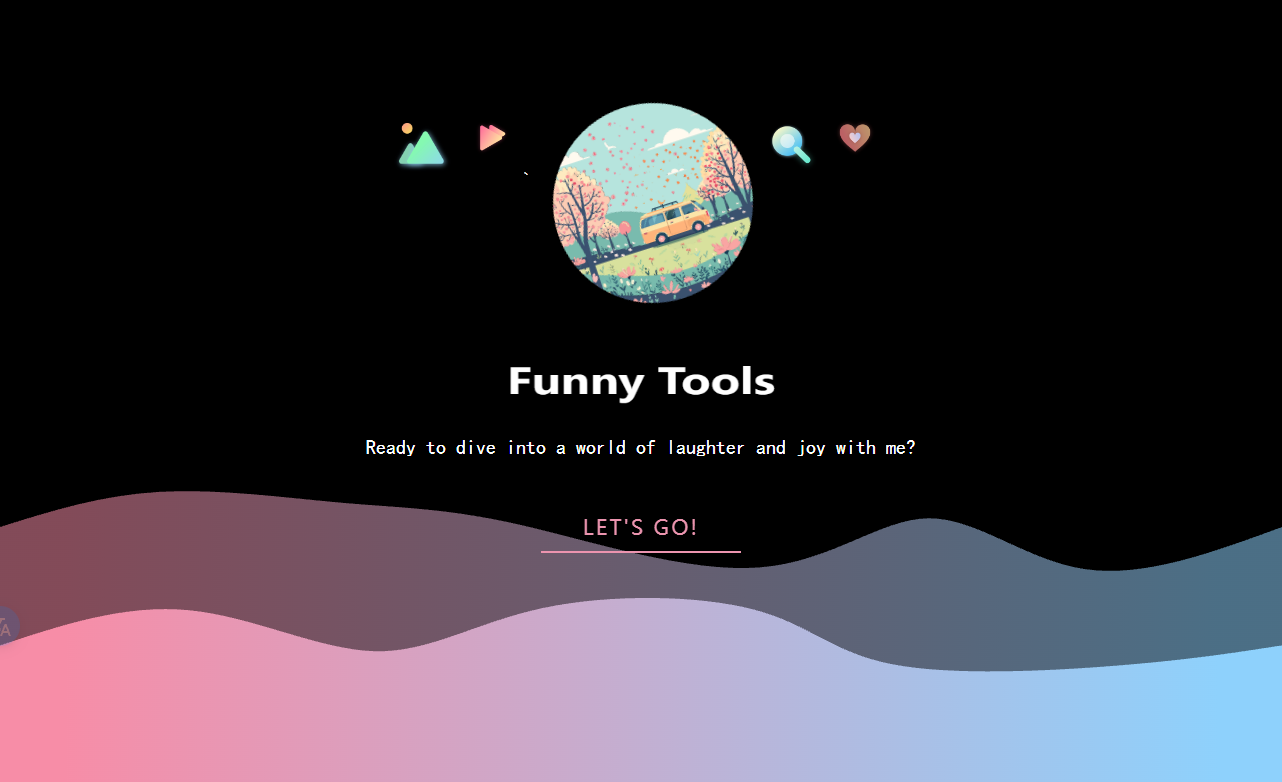 Funny Tools
Ready to dive into a world of laughter and joy with me?
LET'S GO!
A